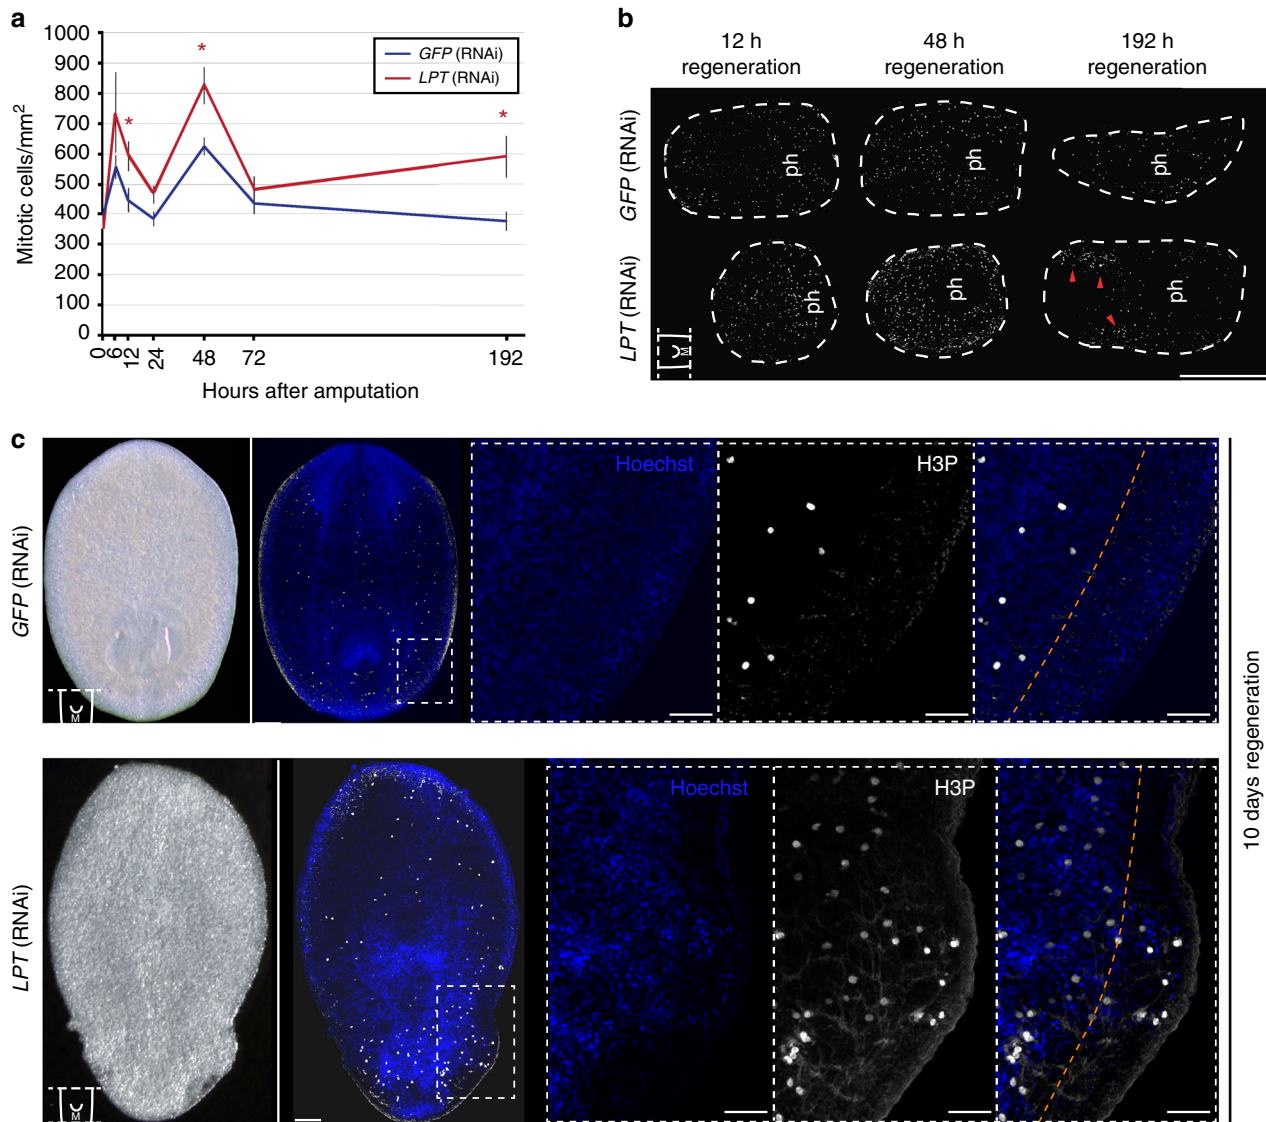 a
1000
900
800
700
600
500
400
300
200
100
0
Mitotic cells/mm2
GFP (RNAi)
LPT (RNAi)
*
*
*
0
6
12
24
48
72
192
Hours after amputation
b
12 h regeneration
48 h regeneration
192 h regeneration
GFP (RNAi)
ph
ph
ph
LPT (RNAi)
ph
ph
ph
M
c
GFP (RNAi)
M
Hoechst
H3P
LPT (RNAi)
M
Hoechst
H3P
10 days regeneration